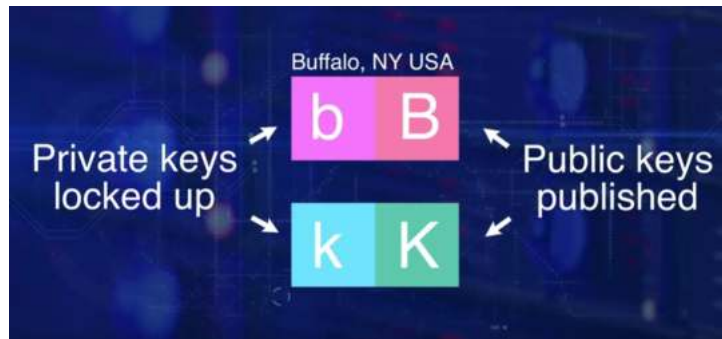 Buffalo, NY USA
b B
Private keys
locked up
Public keys
published
k K